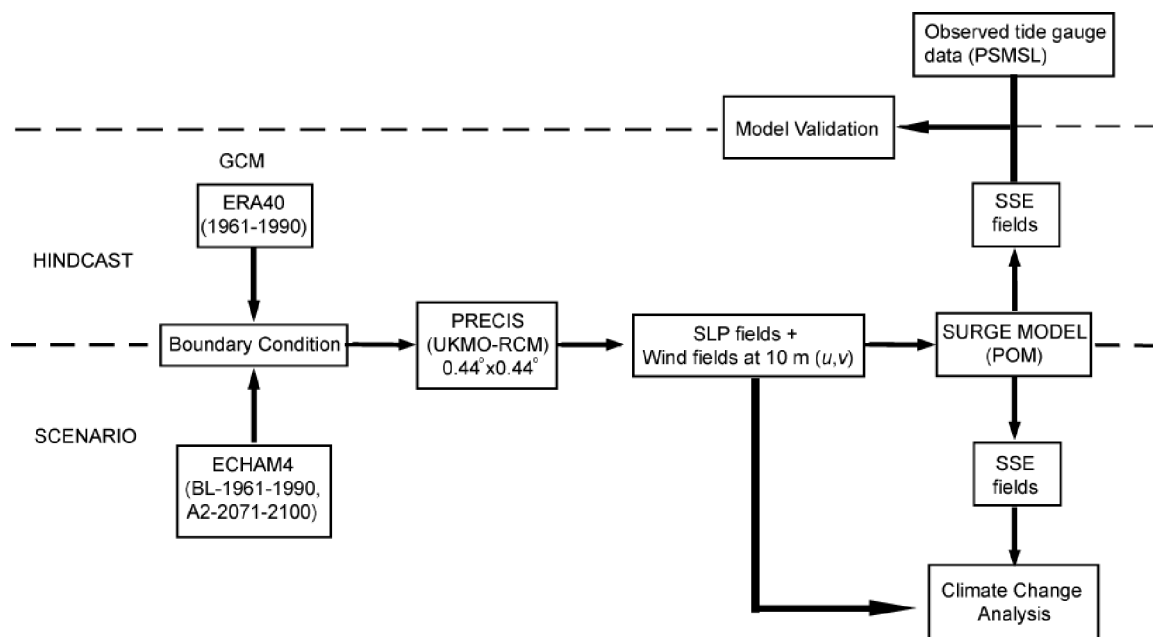 Observed tide gauge
data (PSMSL)
Model Validation
GCM
ERA40
(1961-1990)
SSE
fields
HINDCAST
Boundary Condition
PRECIS
(UKMO-RCM)
0.44°x0.44°
SLP fields +
Wind fields at 10 m (u,v)
SURGE MODEL
(POM)
SCENARIO
ECHAM4
(BL-1961-1990,
A2-2071-2100)
SSE
fields
Climate Change
Analysis